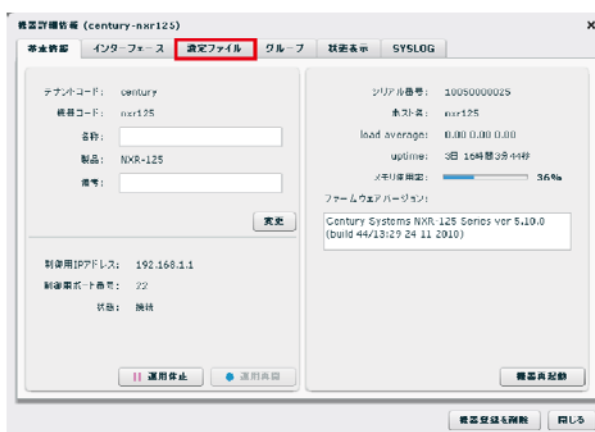 機器詳細情報 (century-nxr125)
基本情報 インターフェース 設定ファイル グループ 状態表示 SYSLOG
テナントコード: century
機器コード: nxr125
名称:
製品: NXR-125
備考:
変更
制御用IPアドレス: 192.168.1.1
制御用ポート番号: 22
状態: 接続
運用休止 運用再開
シリアル番号: 10050000025
ホスト名: nxr125
load average: 0.00 0.00 0.00
uptime: 3日 16時間3分44秒
メモリ使用率: 36%
ファームウェアバージョン:
Century Systems NXR-125 Series ver 5.10.0
(build 44/13:29 24 11 2010)
機器再起動
機器登録を削除 閉じる